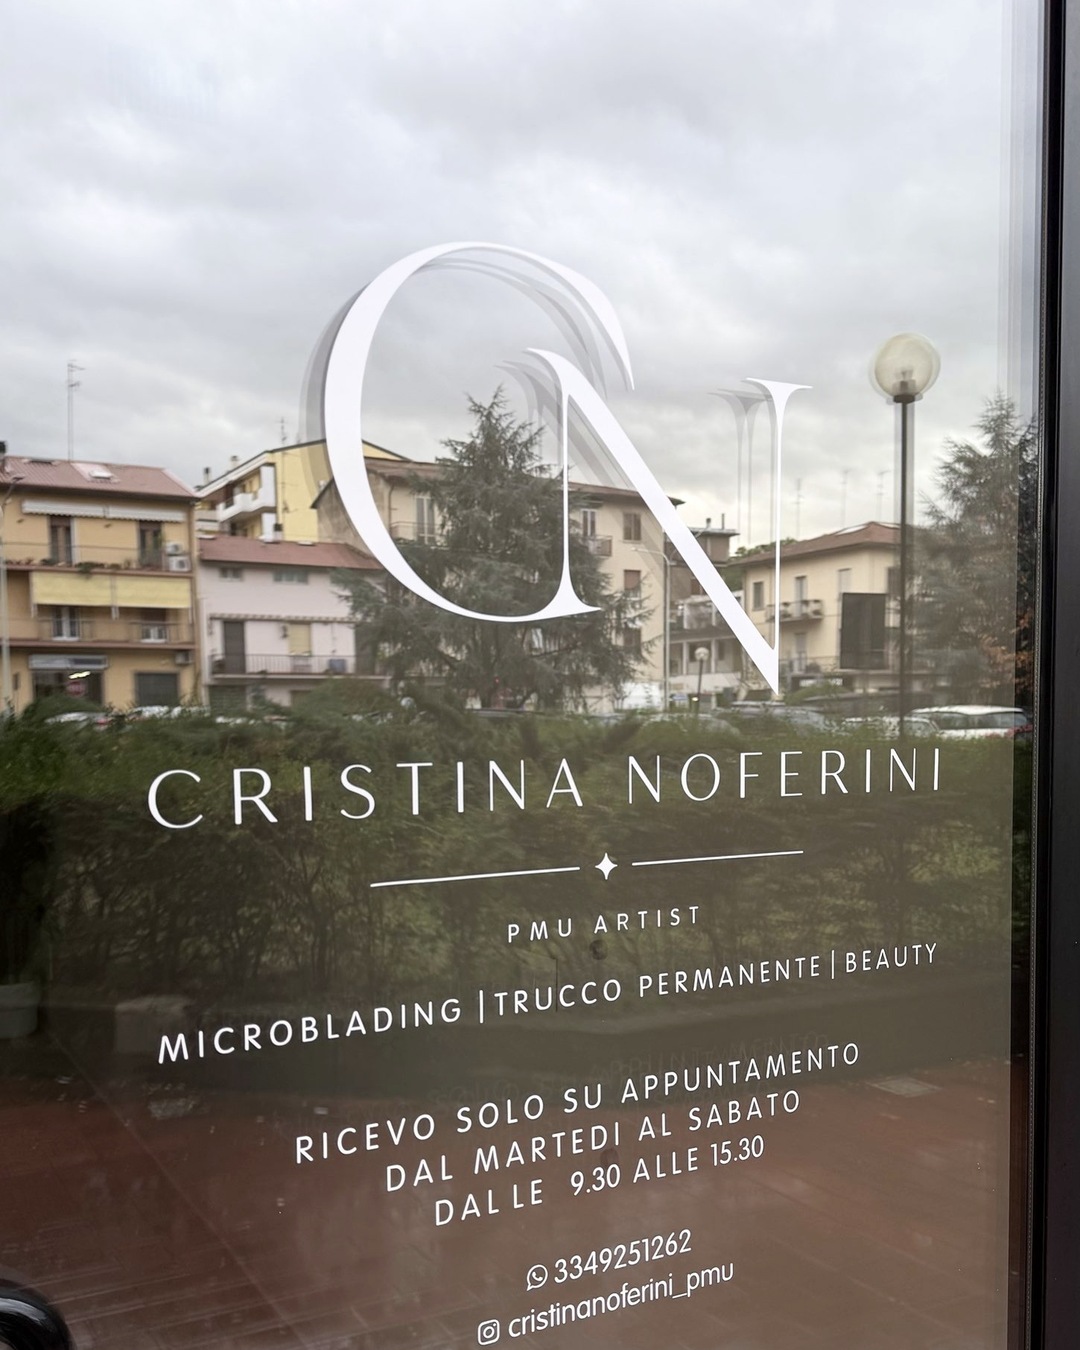 CN
CRISTINA NOFERINI
PMU ARTIST
MICROBLADING | TRUCCO PERMANENTE | BEAUTY
RICEVO SOLO SU APPUNTAMENTO
DAL MARTEDI AL SABATO
DALLE 9.30 ALLE 15.30
3349251262
cristinanoferini_pmu